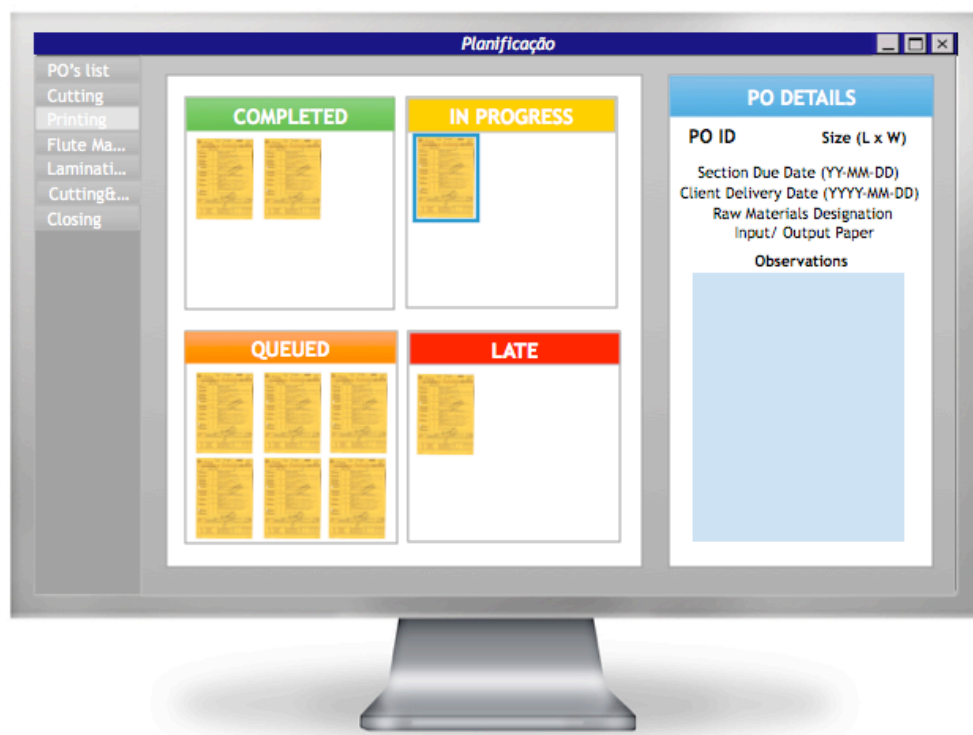 Planificação
PO's list
Cutting
Printing
Flute Ma...
Laminati...
Cutting&...
Closing
COMPLETED
IN PROGRESS
QUEUED
LATE
PO DETAILS
PO ID Size (L x W)
Section Due Date (YY-MM-DD)
Client Delivery Date (YYYY-MM-DD)
Raw Materials Designation
Input/ Output Paper
Observations